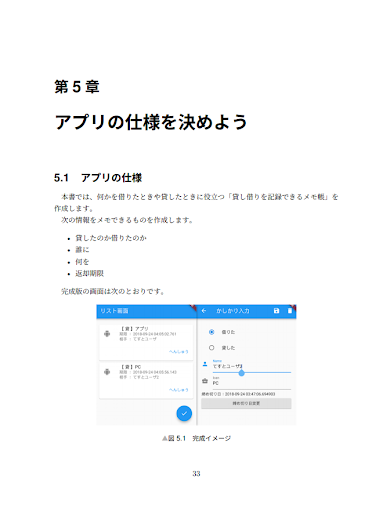 第 5 章
アプリの仕様を決めよう
5.1 アプリの仕様
本書では、何かを借りたときや貸したときに役立つ「貸し借りを記録できるメモ帳」を
作成します。
次の情報をメモできるものを作成します。
• 貸したのか借りたのか
• 誰に
• 何を
• 返却期限
完成版の画面は次のとおりです。
リスト画面
【 貸 】アプリ
期限 : 2018-09-24 04:05:02.761
相手 : てすとユーザ
へんしゅう
【 貸 】PC
期限 : 2018-09-24 04:05:56.143
相手 : てすとユーザ2
へんしゅう
かしかり入力
借りた
貸した
Name
てすとユーザ2
PC
締め切り日 : 2018-09-24 03:47:06.694903
締め切り日変更
▲図 5.1 完成イメージ
33